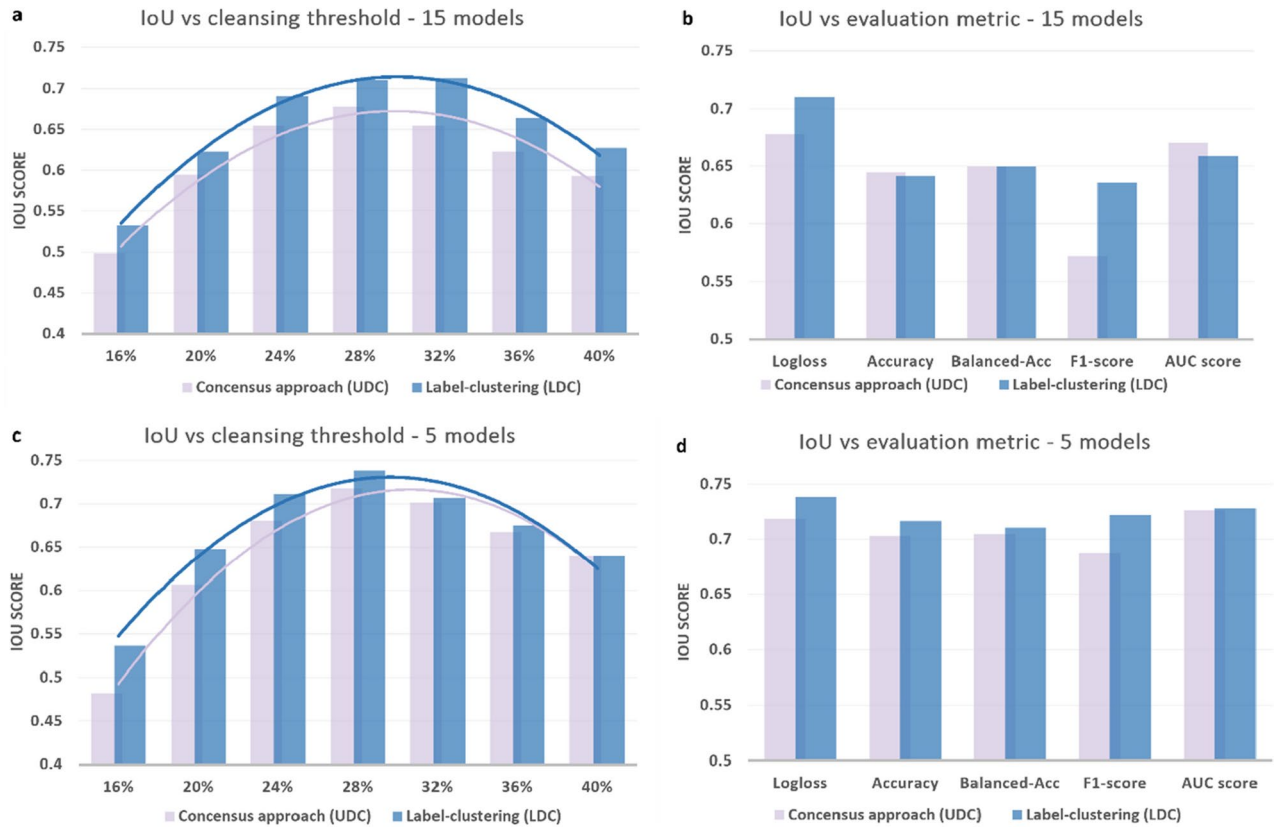 a
IoU vs cleansing threshold - 15 models
0.75
0.7
0.65
0.6
0.55
0.5
0.45
0.4
IOU SCORE
16% 20% 24% 28% 32% 36% 40%
Concensus approach (UDC) Label-clustering (LDC)
b
IoU vs evaluation metric - 15 models
0.75
0.7
0.65
0.6
0.55
0.5
IOU SCORE
Logloss Accuracy Balanced-Acc F1-score AUC score
Concensus approach (UDC) Label-clustering (LDC)
c
IoU vs cleansing threshold - 5 models
0.75
0.7
0.65
0.6
0.55
0.5
0.45
0.4
IOU SCORE
16% 20% 24% 28% 32% 36% 40%
Concensus approach (UDC) Label-clustering (LDC)
d
IoU vs evaluation metric - 5 models
0.75
0.7
0.65
0.6
0.55
0.5
IOU SCORE
Logloss Accuracy Balanced-Acc F1-score AUC score
Concensus approach (UDC) Label-clustering (LDC)